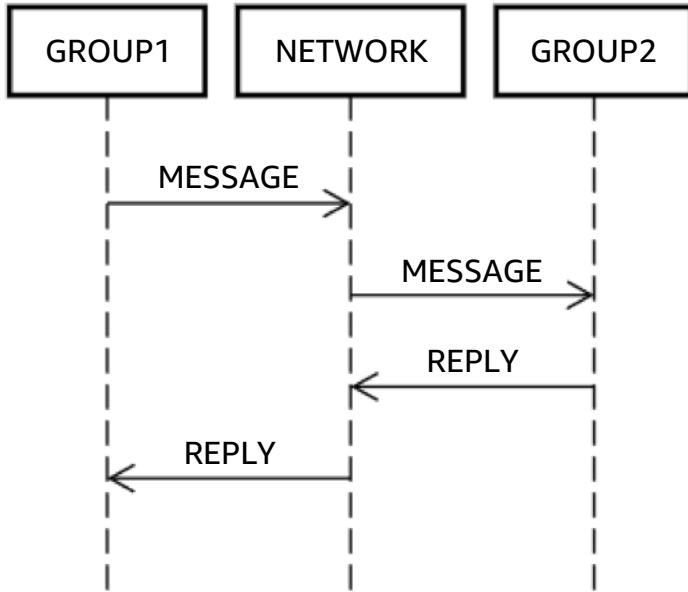 GROUP1 NETWORK GROUP2
MESSAGE
MESSAGE
REPLY
REPLY